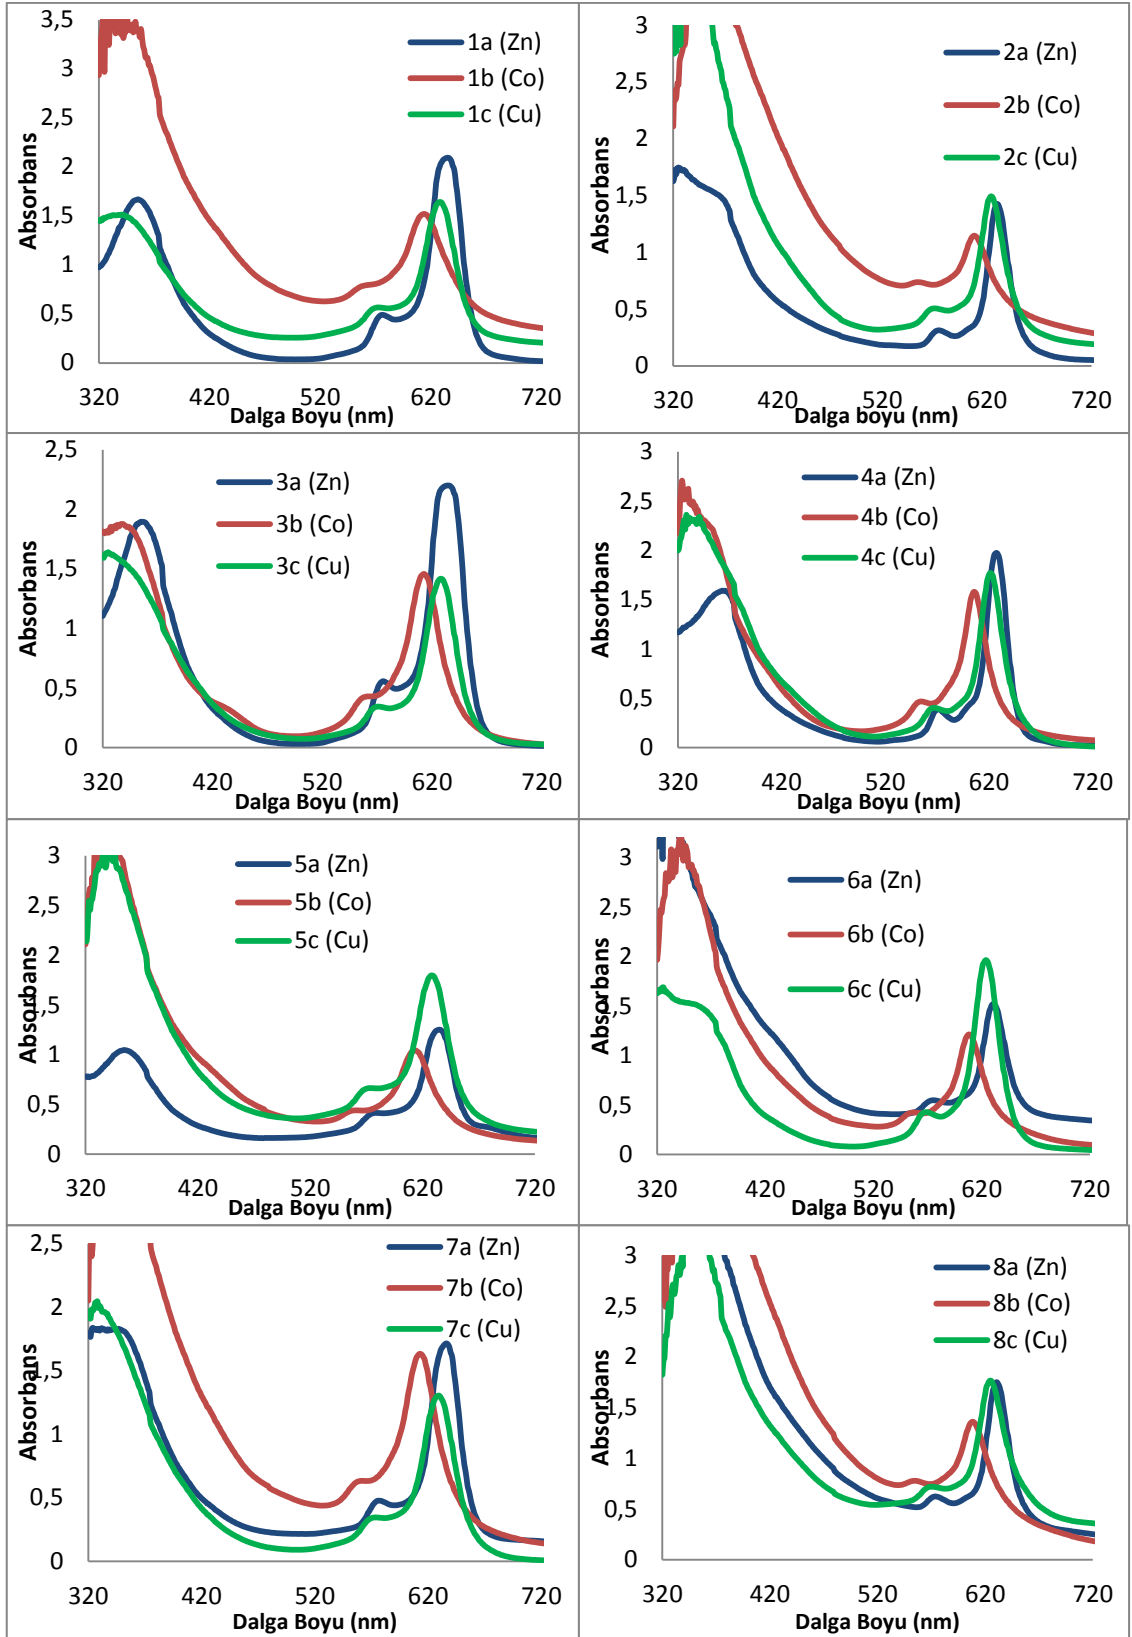 3,5
3
2,5
2
1,5
1
0,5
0
Absorbans
1a (Zn)
1b (Co)
1c (Cu)
320 420 520 620 720
Dalga Boyu (nm)
3
2,5
2
1,5
1
0,5
0
Absorbans
2a (Zn)
2b (Co)
2c (Cu)
320 420 520 620 720
Dalga boyu (nm)
2,5
2
1,5
1
0,5
0
Absorbans
3a (Zn)
3b (Co)
3c (Cu)
320 420 520 620 720
Dalga Boyu (nm)
3
2,5
2
1,5
1
0,5
0
Absorbans
4a (Zn)
4b (Co)
4c (Cu)
320 420 520 620 720
Dalga Boyu (nm)
3
2,5
2
1,5
1
0,5
0
Absorbans
5a (Zn)
5b (Co)
5c (Cu)
320 420 520 620 720
Dalga Boyu (nm)
3
2,5
2
1,5
1
0,5
0
Absorbans
6a (Zn)
6b (Co)
6c (Cu)
320 420 520 620 720
Dalga Boyu (nm)
2,5
2
1,5
1
0,5
0
Absorbans
7a (Zn)
7b (Co)
7c (Cu)
320 420 520 620 720
Dalga Boyu (nm)
3
2,5
2
1,5
1
0,5
0
Absorbans
8a (Zn)
8b (Co)
8c (Cu)
320 420 520 620 720
Dalga Boyu (nm)